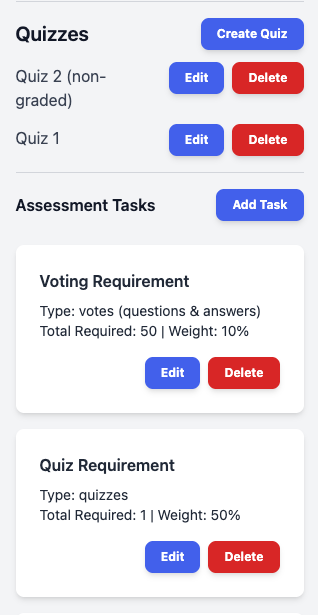 Quizzes
Create Quiz
Quiz 2 (non-
graded)
Edit
Delete
Quiz 1
Edit
Delete
Assessment Tasks
Add Task
Voting Requirement
Type: votes (questions & answers)
Total Required: 50 | Weight: 10%
Edit
Delete
Quiz Requirement
Type: quizzes
Total Required: 1 | Weight: 50%
Edit
Delete